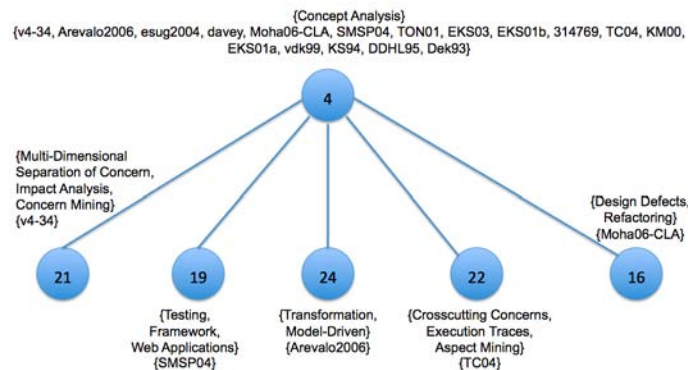 {Concept Analysis}
{v4-34, Arevalo2006, esug2004, davey, Moha06-CLA, SMSP04, TON01, EKS03, EKS01b, 314769, TC04, KM00,
EKS01a, vdk99, KS94, DDHL95, Dek93}
4
{Multi-Dimensional
Separation of Concern,
Impact Analysis,
Concern Mining}
{v4-34}
{Design Defects,
Refactoring}
{Moha06-CLA}
21
19
24
22
16
{Testing,
Framework,
Web Applications}
{SMSP04}
{Transformation,
Model-Driven}
{Arevalo2006}
{Crosscutting Concerns,
Execution Traces,
Aspect Mining}
{TC04}